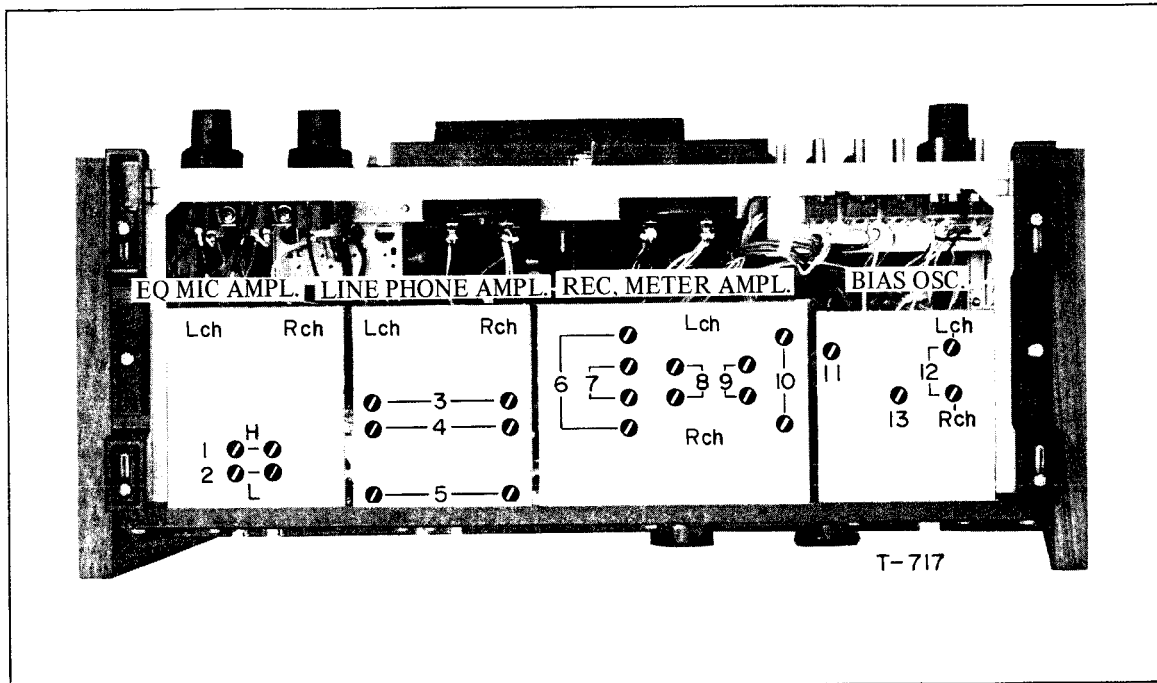 EQ MIC AMPL. LINE PHONE AMPL. REC. METER AMPL. BIAS OSC.
Lch Rch Lch Rch Lch Lch
6 7 8 9 10 11 12 13
Rch Rch
3
4
H
1
2
L
5
T-717